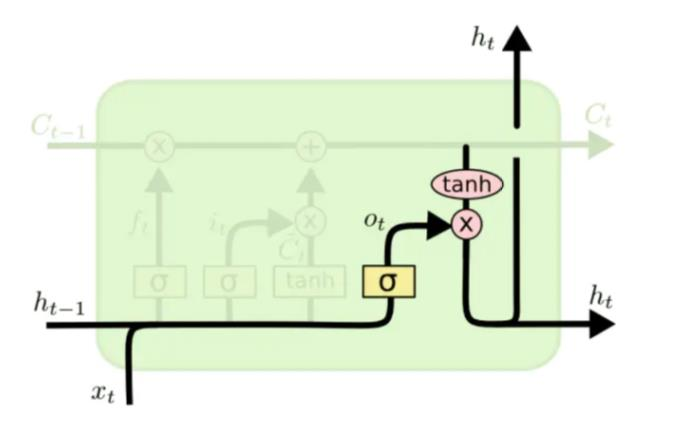 h_t
C_{t-1} C_t
× +
tanh
f_t i_t × o_t ×
C̃_t
σ σ tanh σ
h_{t-1} h_t
x_t